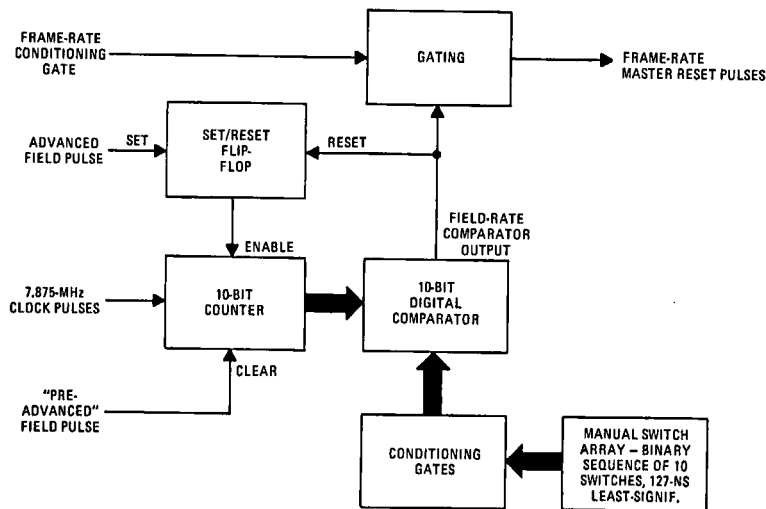 FRAME-RATE
CONDITIONING
GATE
GATING
FRAME-RATE
MASTER RESET PULSES
ADVANCED
FIELD PULSE
SET
SET/RESET
FLIP-
FLOP
RESET
FIELD-RATE
COMPARATOR
OUTPUT
ENABLE
7.875-MHz
CLOCK PULSES
10-BIT
COUNTER
10-BIT
DIGITAL
COMPARATOR
CLEAR
"PRE-
ADVANCED"
FIELD PULSE
CONDITIONING
GATES
MANUAL SWITCH
ARRAY – BINARY
SEQUENCE OF 10
SWITCHES, 127-NS
LEAST-SIGNIF.